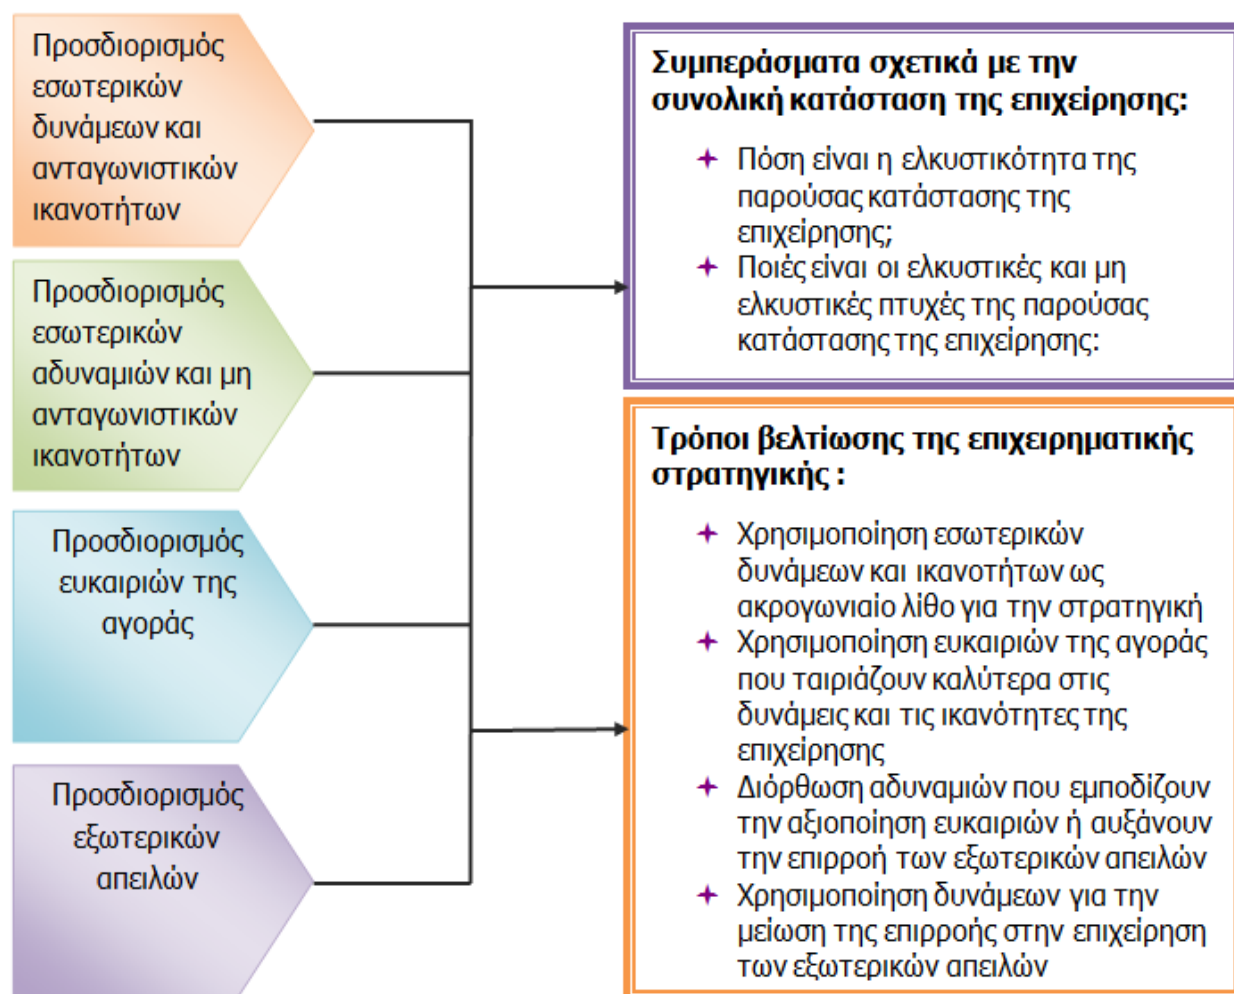 Προσδιορισμός
εσωτερικών
δυνάμεων και
ανταγωνιστικών
ικανοτήτων
Προσδιορισμός
εσωτερικών
αδυναμιών και μη
ανταγωνιστικών
ικανοτήτων
Προσδιορισμός
ευκαιριών της
αγοράς
Προσδιορισμός
εξωτερικών
απειλών
Συμπεράσματα σχετικά με την
συνολική κατάσταση της επιχείρησης:
Πόση είναι η ελκυστικότητα της
παρούσας κατάστασης της
επιχείρησης;
Ποιές είναι οι ελκυστικές και μη
ελκυστικές πτυχές της παρούσας
κατάστασης της επιχείρησης:
Τρόποι βελτίωσης της επιχειρηματικής
στρατηγικής :
Χρησιμοποίηση εσωτερικών
δυνάμεων και ικανοτήτων ως
ακρογωνιαίο λίθο για την στρατηγική
Χρησιμοποίηση ευκαιριών της αγοράς
που ταιριάζουν καλύτερα στις
δυνάμεις και τις ικανότητες της
επιχείρησης
Διόρθωση αδυναμιών που εμποδίζουν
την αξιοποίηση ευκαιριών ή αυξάνουν
την επιρροή των εξωτερικών απειλών
Χρησιμοποίηση δυνάμεων για την
μείωση της επιρροής στην επιχείρηση
των εξωτερικών απειλών